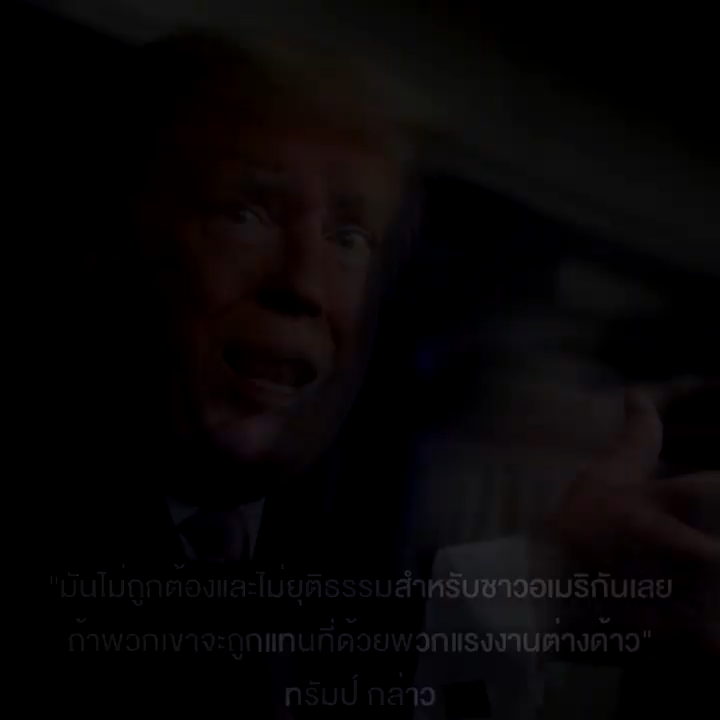 "มันไม่ถูกต้องและไม่ยุติธรรมสำหรับชาวอเมริกันเลย
ถ้าพวกเขาจะถูกแทนที่ด้วยพวกแรงงานต่างด้าว"
ทรัมป์ กล่าว